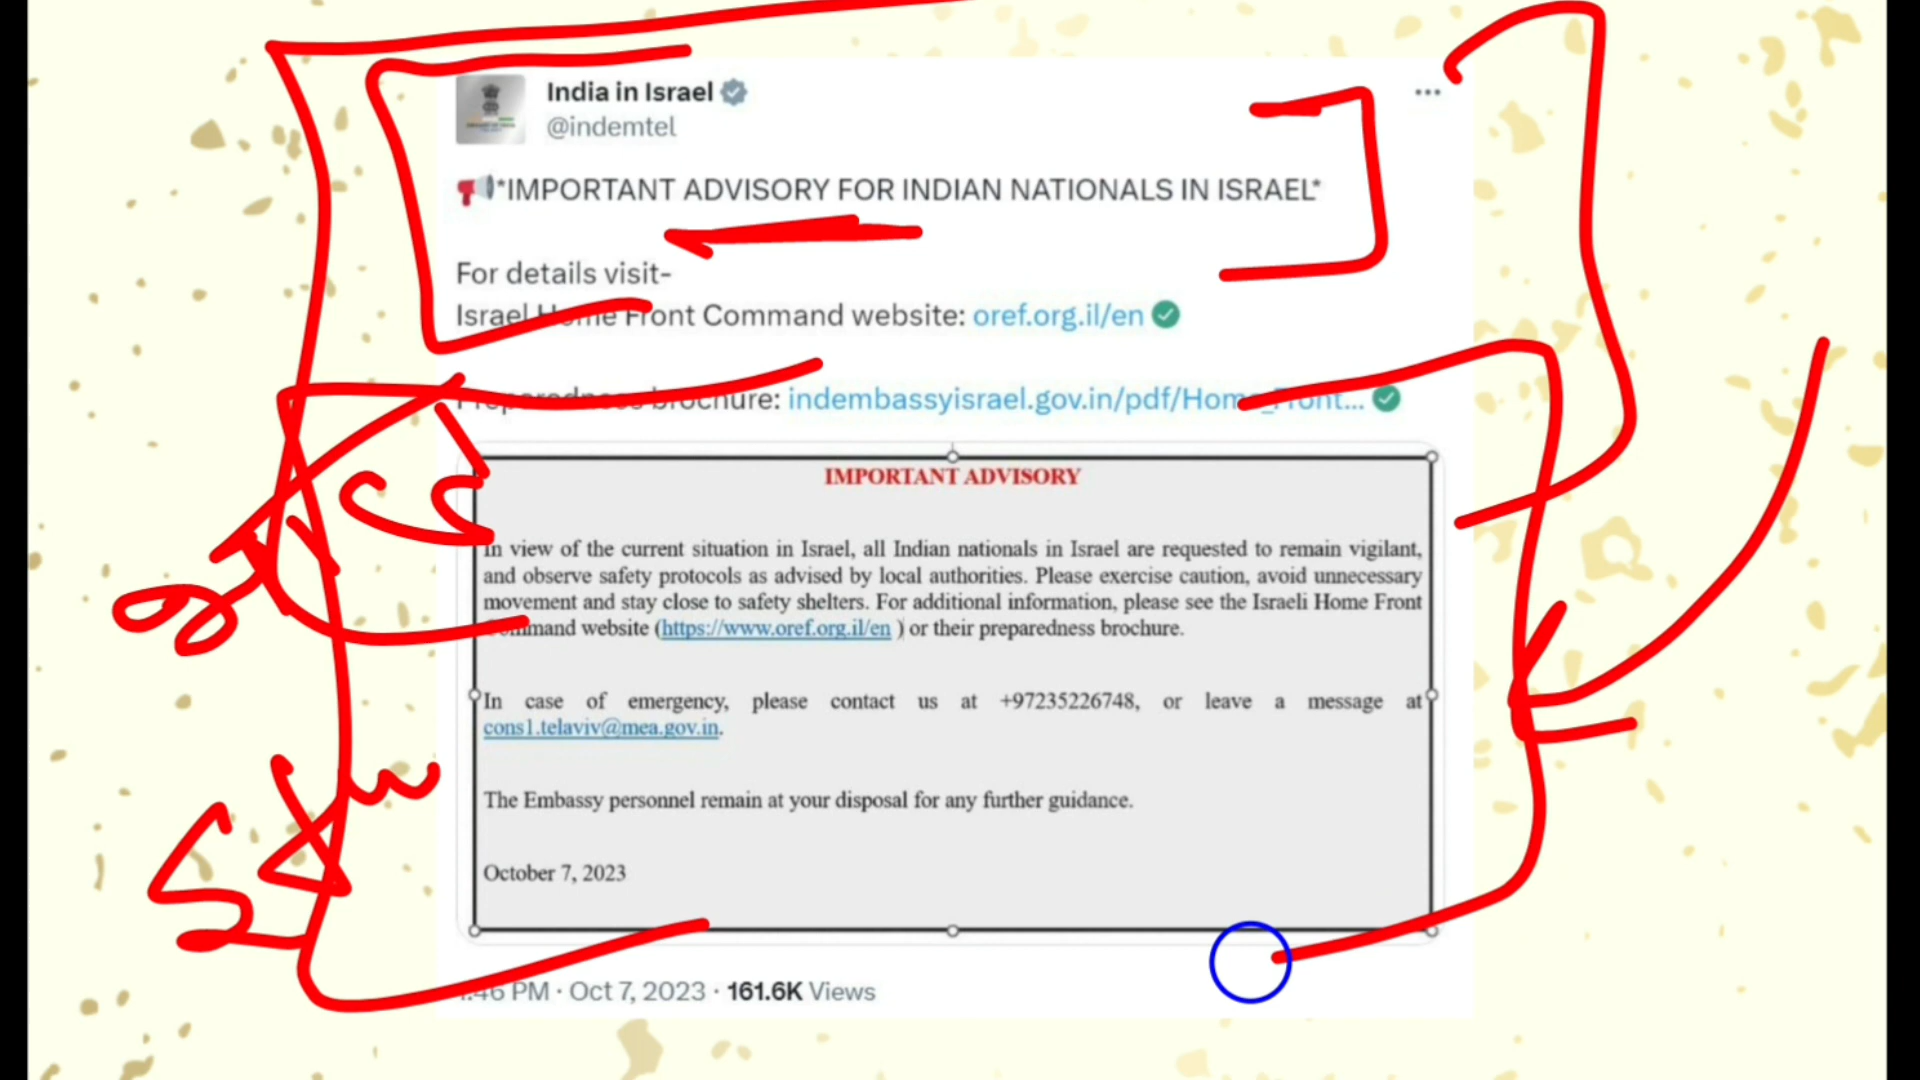 India in Israel
@indemtel
*IMPORTANT ADVISORY FOR INDIAN NATIONALS IN ISRAEL*
For details visit-
Israel Home Front Command website: oref.org.il/en
Preparedness brochure: indembassyisrael.gov.in/pdf/Home_Front...
IMPORTANT ADVISORY
In view of the current situation in Israel, all Indian nationals in Israel are requested to remain vigilant,
and observe safety protocols as advised by local authorities. Please exercise caution, avoid unnecessary
movement and stay close to safety shelters. For additional information, please see the Israeli Home Front
Command website (https://www.oref.org.il/en ) or their preparedness brochure.
In case of emergency, please contact us at +97235226748, or leave a message at
cons1.telaviv@mea.gov.in.
The Embassy personnel remain at your disposal for any further guidance.
October 7, 2023
PM · Oct 7, 2023 · 161.6K Views